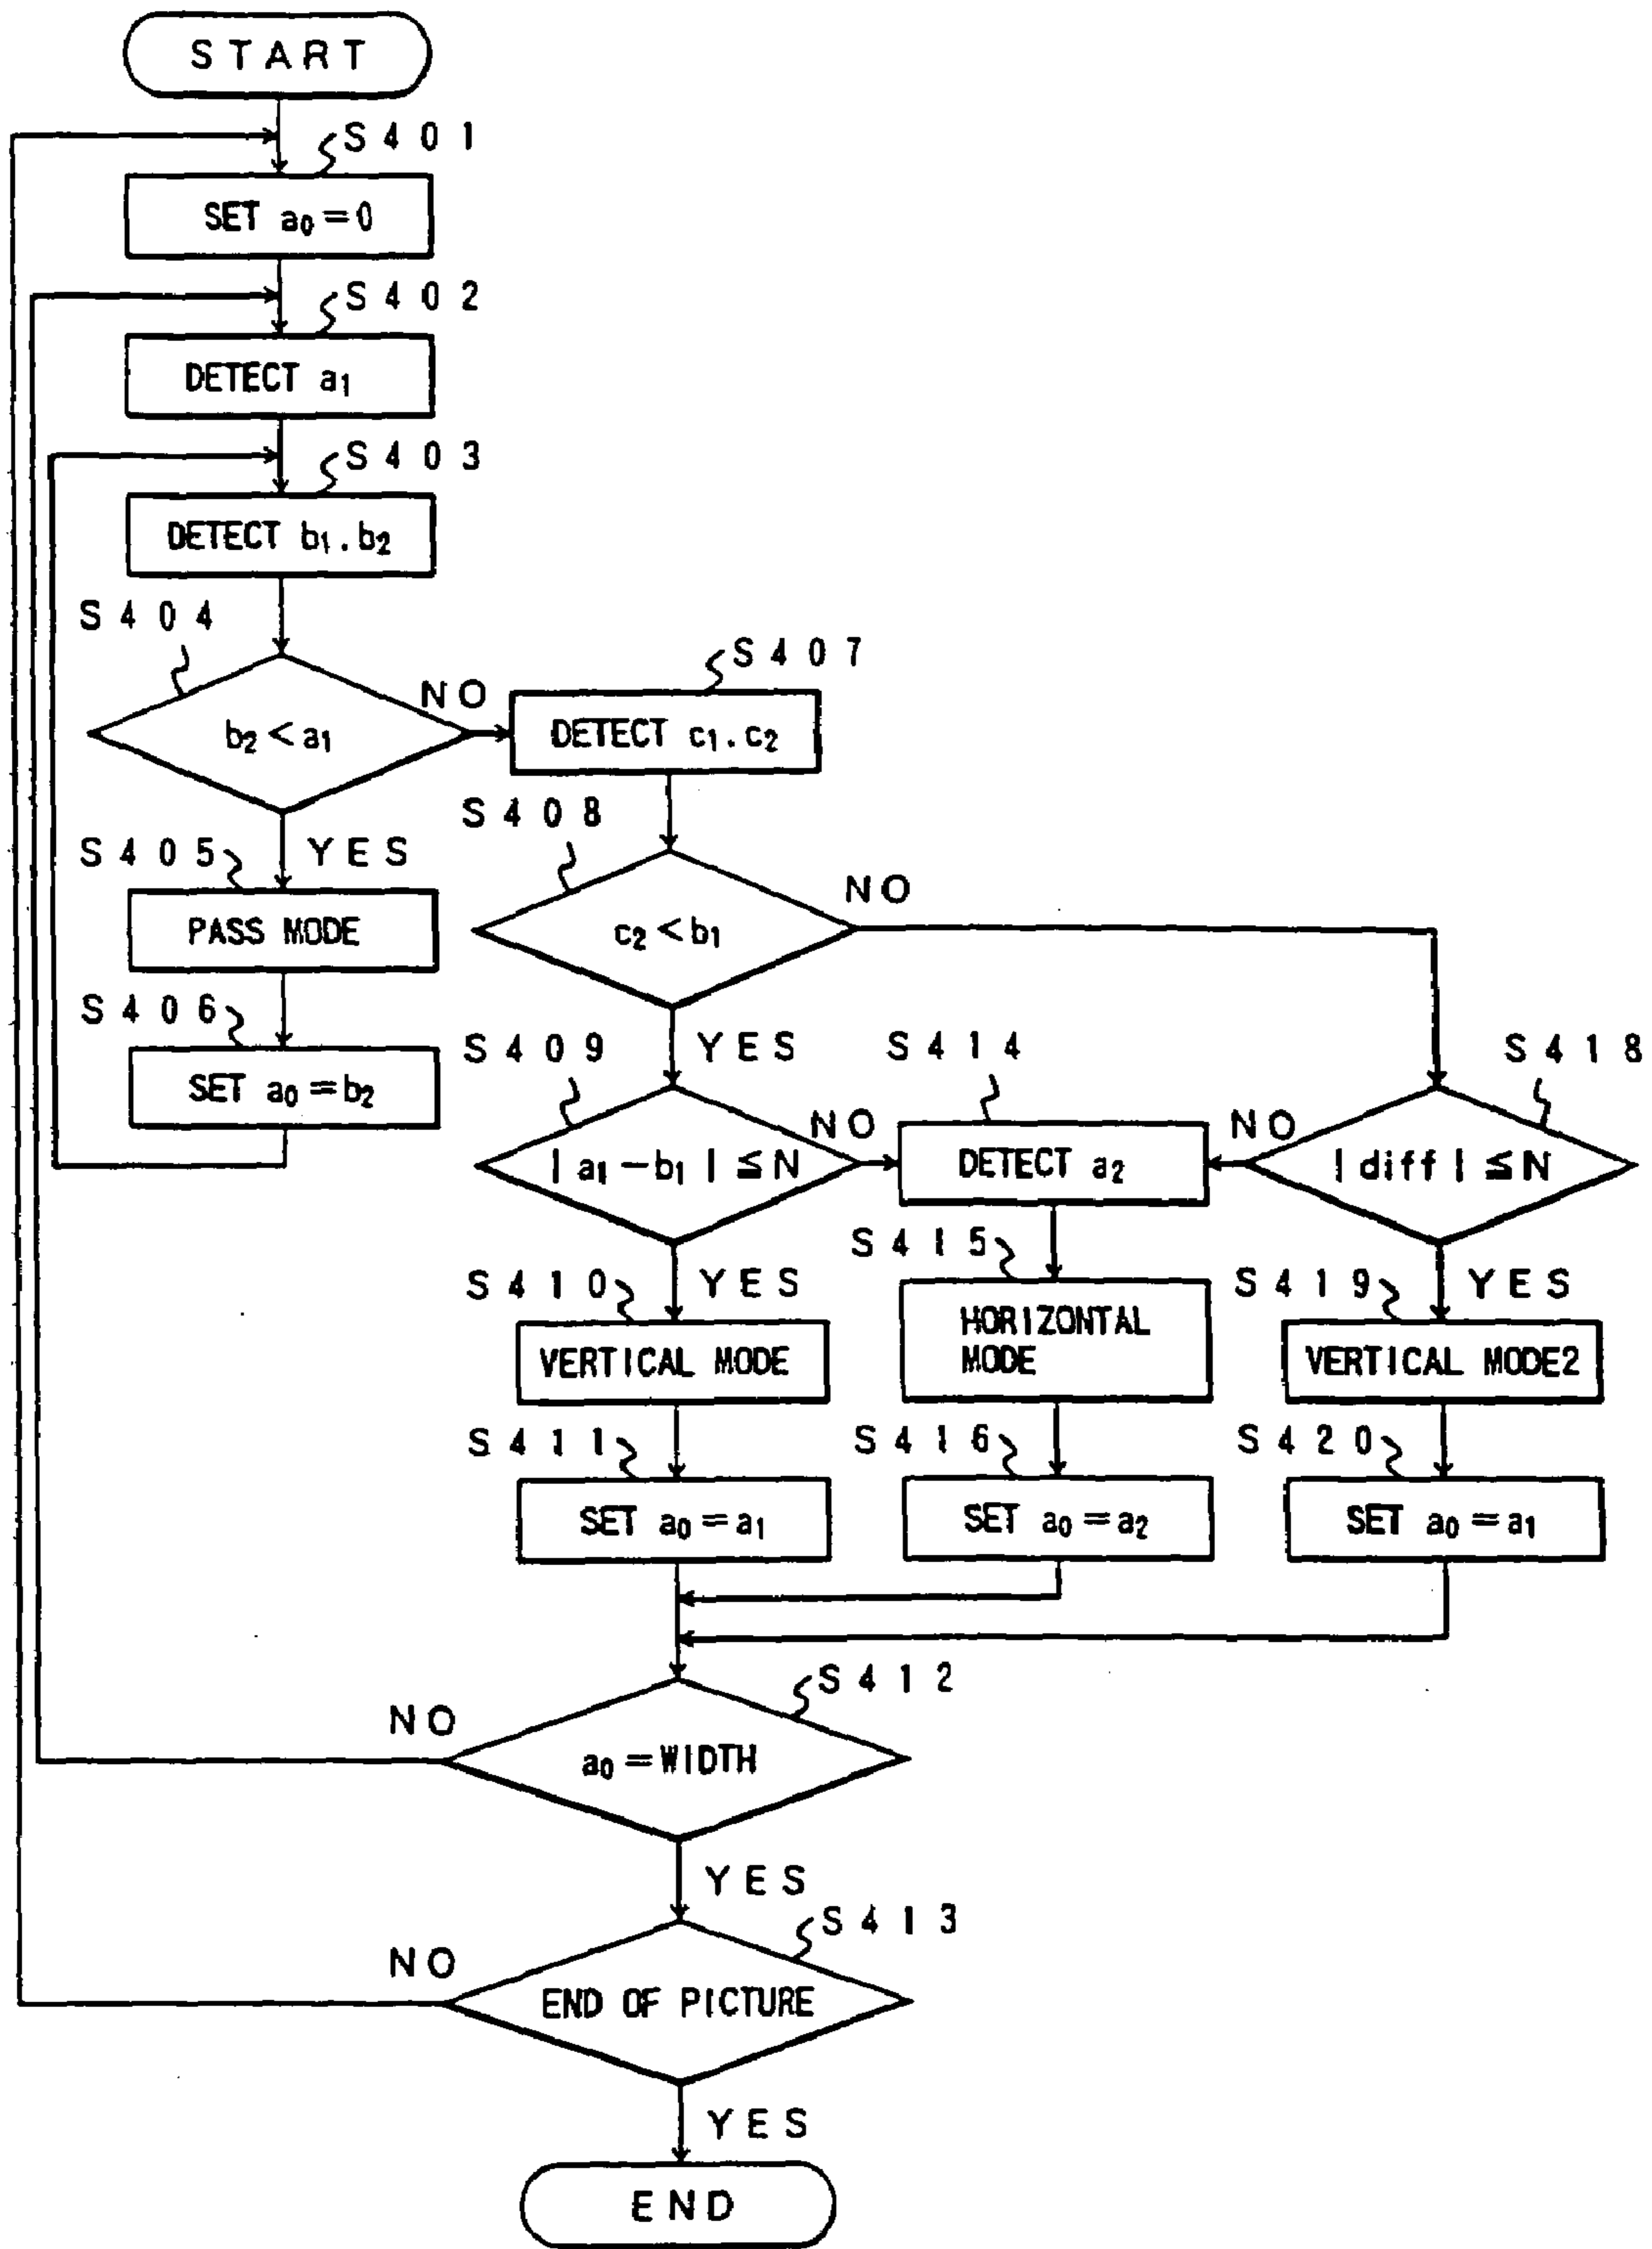 START
S401
SET a₀=0
S402
DETECT a₁
S403
DETECT b₁.b₂
S404
b₂<a₁
NO
S407
DETECT c₁.c₂
S405
YES
PASS MODE
S406
SET a₀=b₂
S408
c₂<b₁
NO
S409
YES
|a₁-b₁|≦N
NO
S414
DETECT a₂
S418
NO
|diff|≦N
S410
YES
VERTICAL MODE
S411
SET a₀=a₁
S415
HORIZONTAL
MODE
S416
SET a₀=a₂
S419
YES
VERTICAL MODE2
S420
SET a₀=a₁
S412
NO
a₀=WIDTH
YES
S413
NO
END OF PICTURE
YES
END